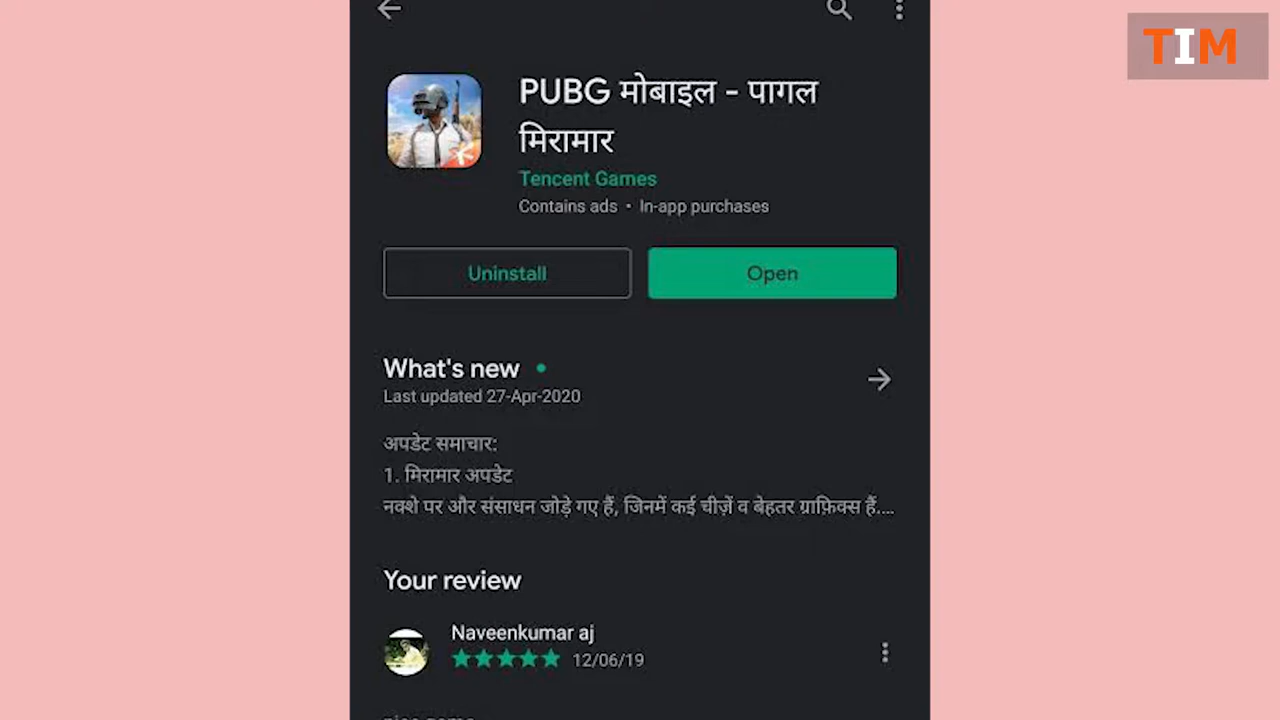 TIM
PUBG मोबाइल - पागल
मिरामार
Tencent Games
Contains ads • In-app purchases
Uninstall
Open
What's new
Last updated 27-Apr-2020
अपडेट समाचार:
1. मिरामार अपडेट
नक्शे पर और संसाधन जोड़े गए हैं, जिनमें कई चीज़ें व बेहतर ग्राफ़िक्स हैं....
Your review
Naveenkumar aj
12/06/19